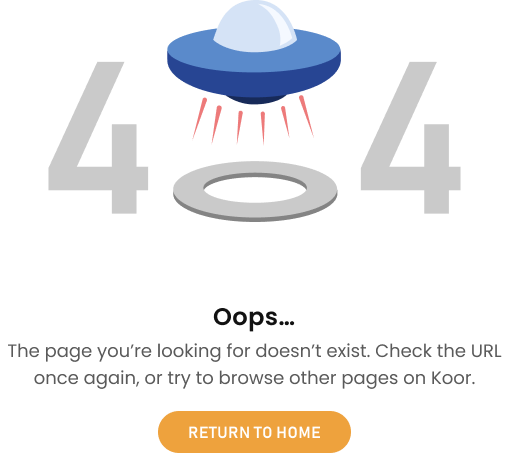 4 4
Oops...
The page you’re looking for doesn’t exist. Check the URL
once again, or try to browse other pages on Koor.
RETURN TO HOME